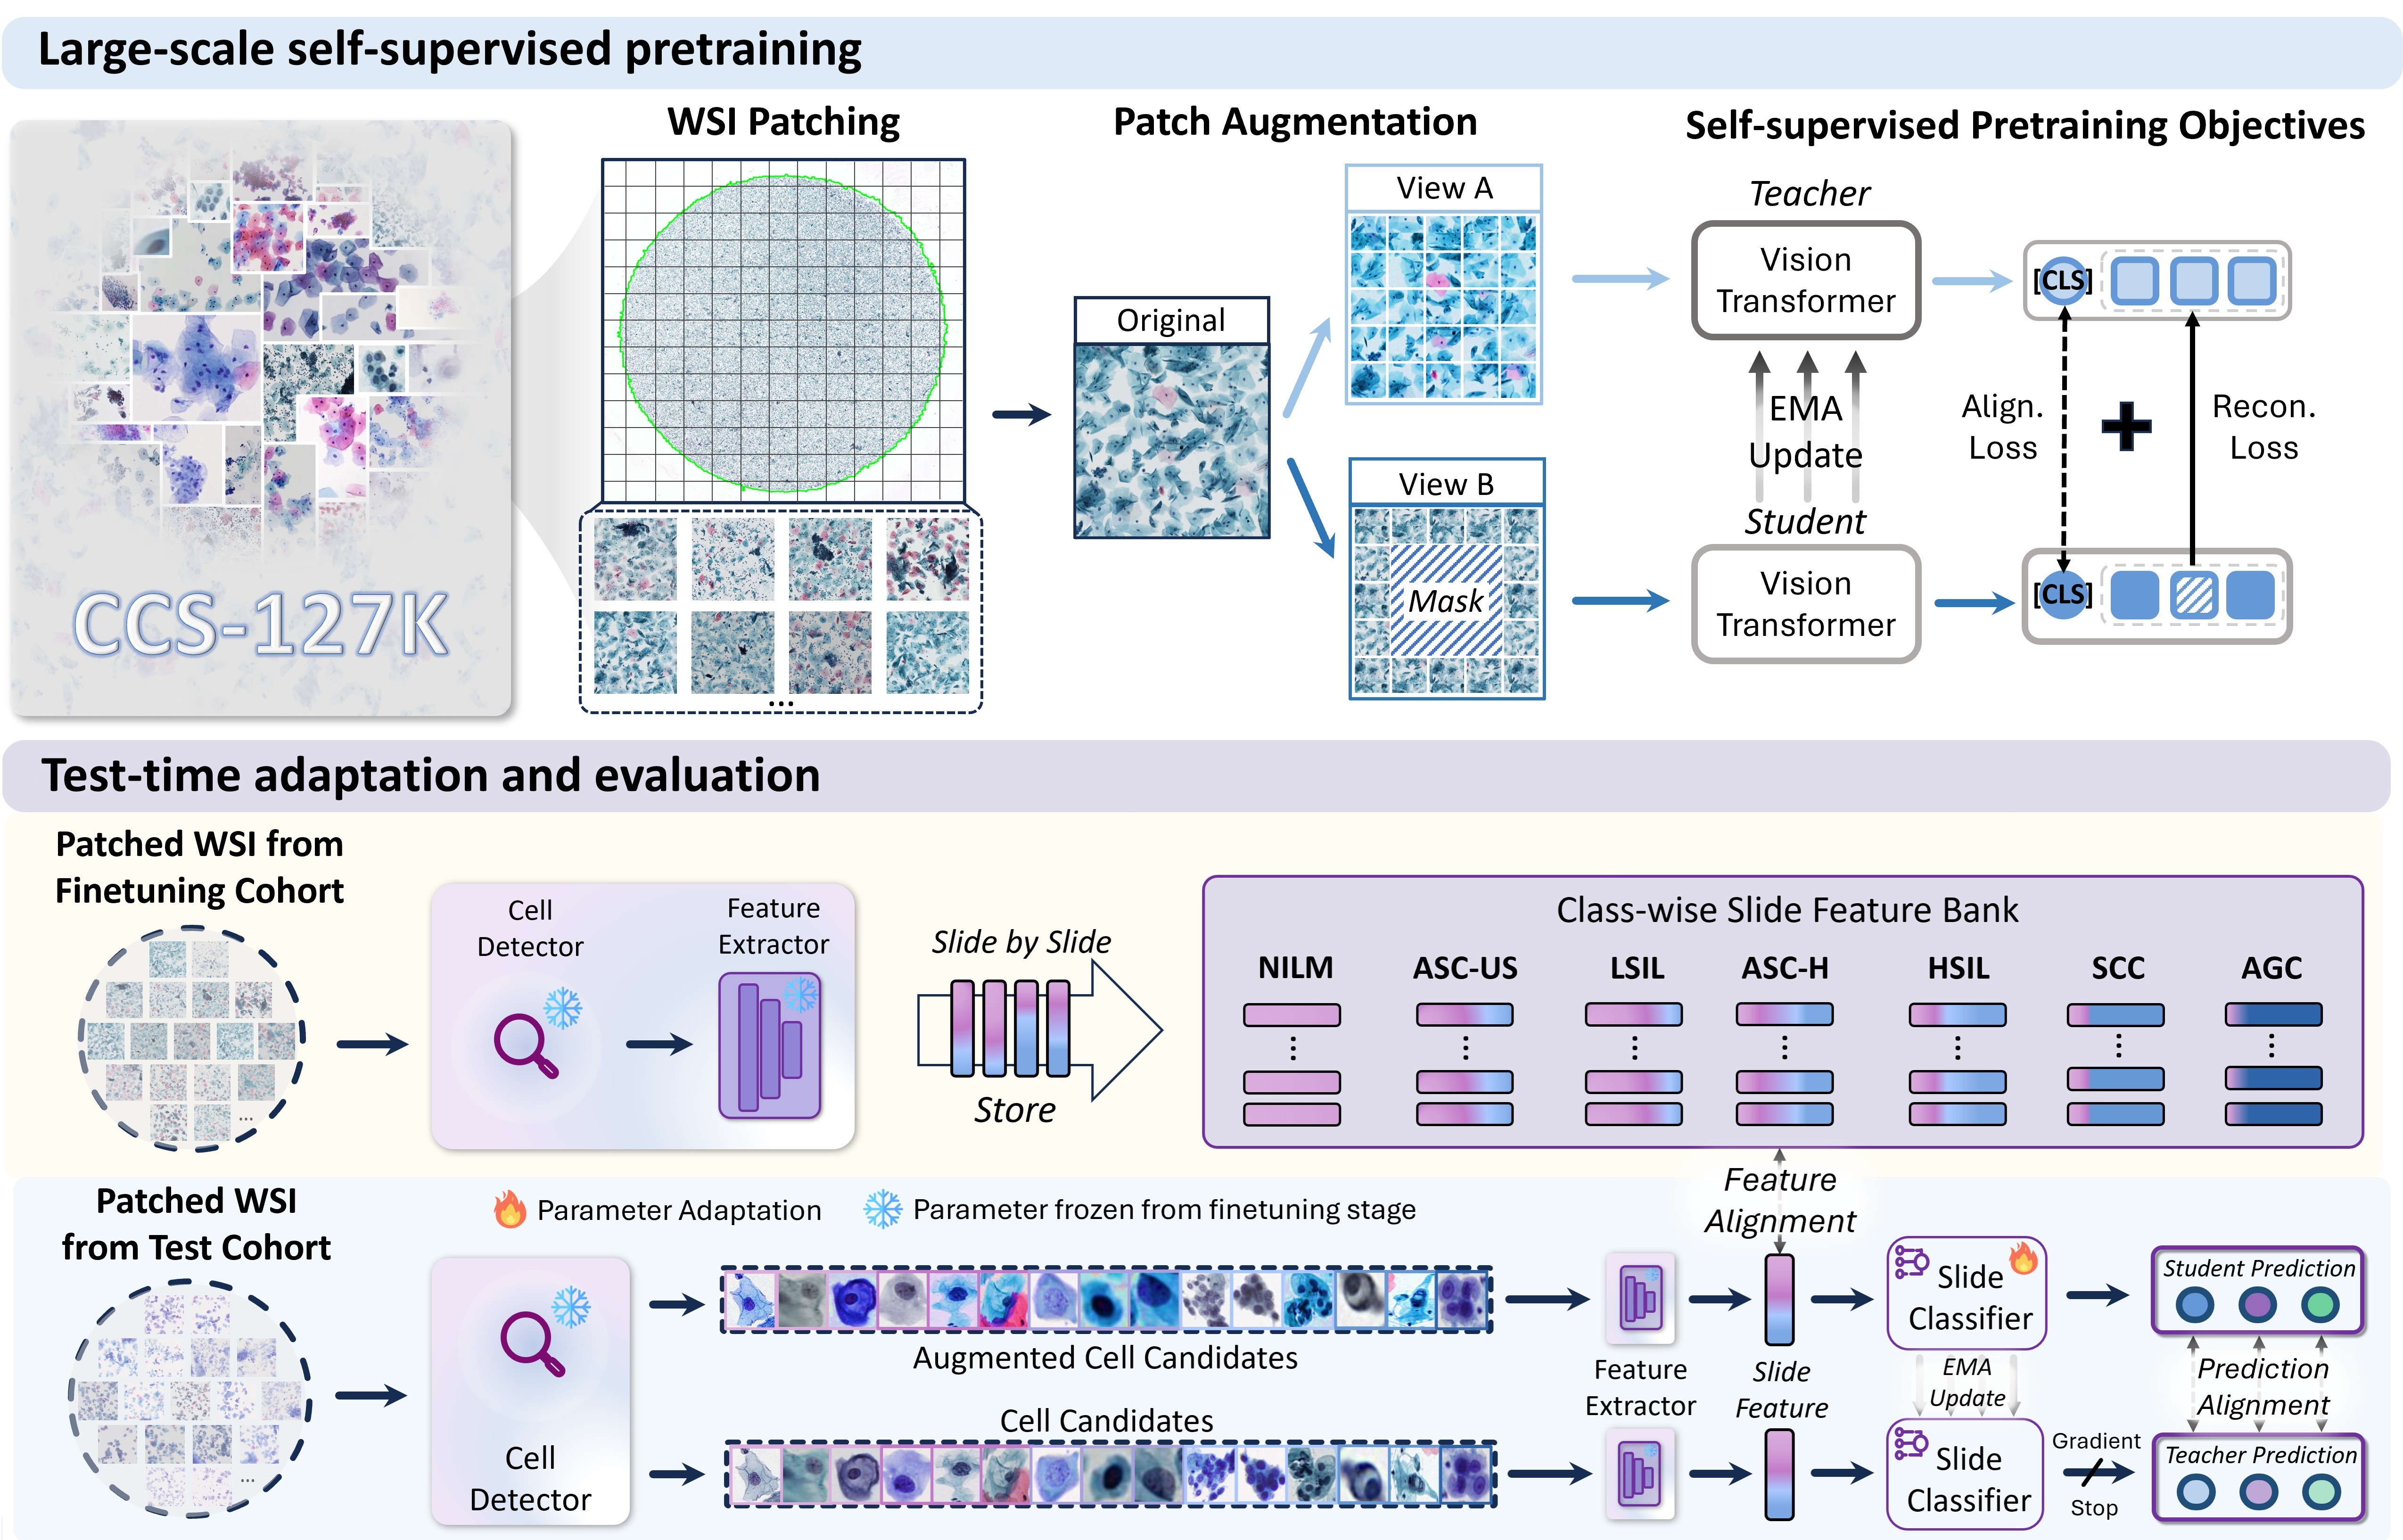 Large-scale self-supervised pretraining
CCS-127K
WSI Patching
...
Patch Augmentation
Original
View A
View B
Mask
Self-supervised Pretraining Objectives
Teacher
Vision
Transformer
EMA
Update
Student
Vision
Transformer
[CLS]
Align.
Loss
Recon.
Loss
[CLS]
Test-time adaptation and evaluation
Patched WSI from
Finetuning Cohort
...
Cell
Detector
Feature
Extractor
Slide by Slide
Store
Class-wise Slide Feature Bank
NILM ASC-US LSIL ASC-H HSIL SCC AGC
Patched WSI
from Test Cohort
...
Parameter Adaptation
Parameter frozen from finetuning stage
Feature
Alignment
Cell
Detector
Augmented Cell Candidates
Cell Candidates
Feature
Extractor
Slide
Feature
Slide
Classifier
EMA
Update
Slide
Classifier
Gradient
Stop
Student Prediction
Prediction
Alignment
Teacher Prediction